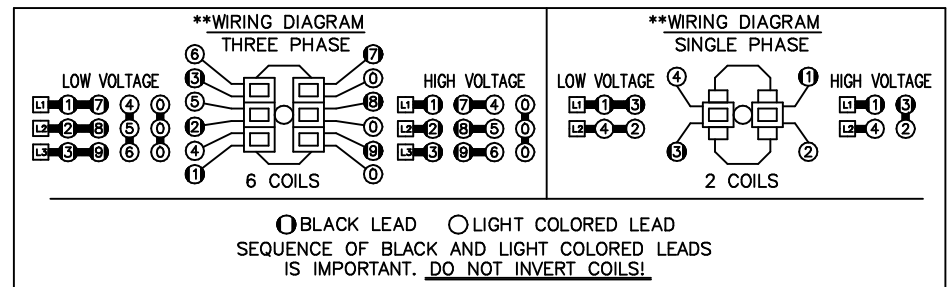 **WIRING DIAGRAM
THREE PHASE
LOW VOLTAGE
L1 1 7 4 0
L2 2 8 5 0
L3 3 9 6 0
6
3
5
2
4
1
7
0
8
0
9
0
6 COILS
HIGH VOLTAGE
L1 1 7 4 0
L2 2 8 5 0
L3 3 9 6 0
**WIRING DIAGRAM
SINGLE PHASE
LOW VOLTAGE
L1 1 3
L2 4 2
4
3
1
2
2 COILS
HIGH VOLTAGE
L1 1 3
L2 4 2
BLACK LEAD LIGHT COLORED LEAD
SEQUENCE OF BLACK AND LIGHT COLORED LEADS
IS IMPORTANT. DO NOT INVERT COILS!